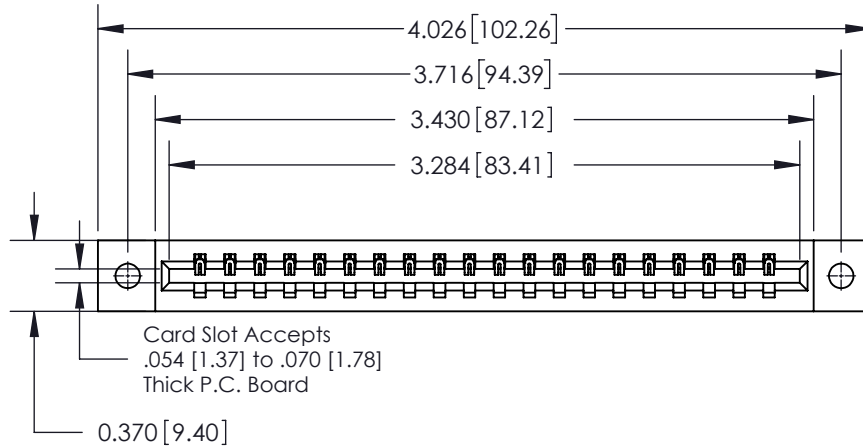 4.026 [102.26]
3.716 [94.39]
3.430 [87.12]
3.284 [83.41]
Card Slot Accepts
.054 [1.37] to .070 [1.78]
Thick P.C. Board
0.370 [9.40]